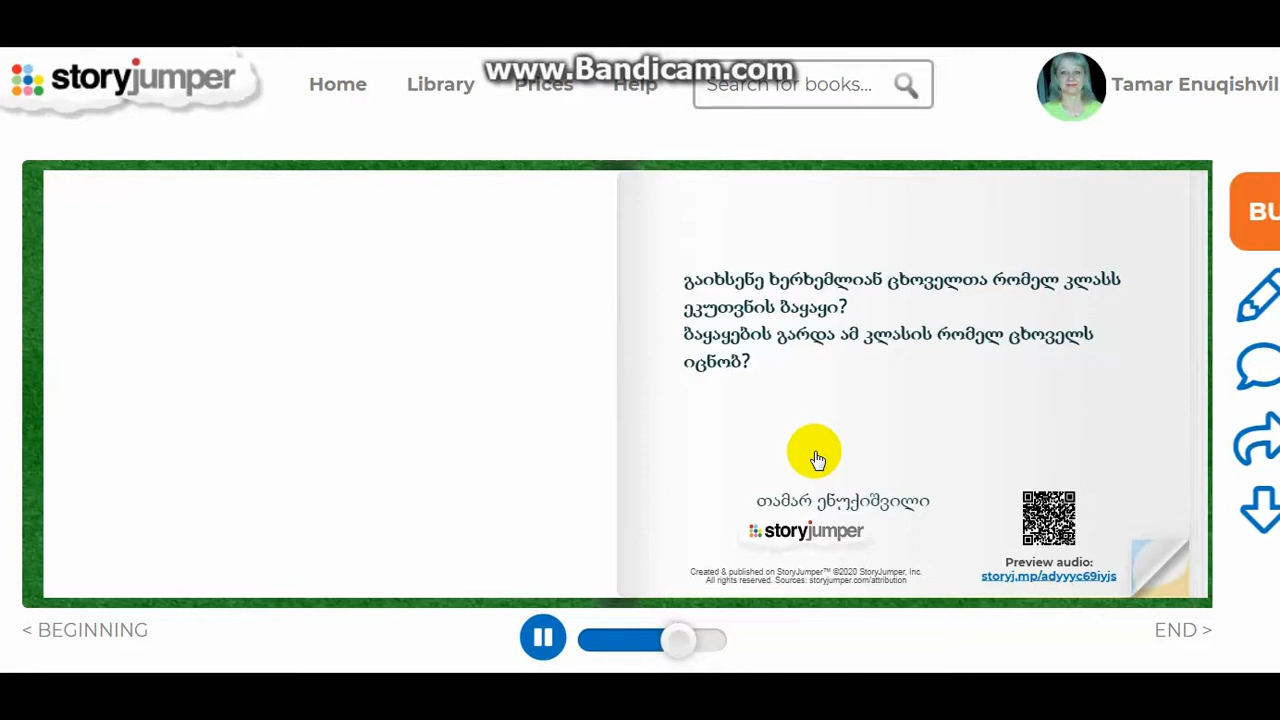 www.Bandicam.com
storyjumper
Home
Library
Prices
Help
Search for books...
Tamar Enuqishvil
BU
გაიხსენე ხერხემლიან ცხოველთა რომელ კლასს
ეკუთვნის ბაყაყი?
ბაყაყების გარდა ამ კლასის რომელ ცხოველს
იცნობ?
თამარ ენუქიშვილი
storyjumper
Created & published on StoryJumper™ ©2020 StoryJumper, Inc.
All rights reserved. Sources: storyjumper.com/attribution
Preview audio:
storyj.mp/adyyyc69iyjs
< BEGINNING
END >